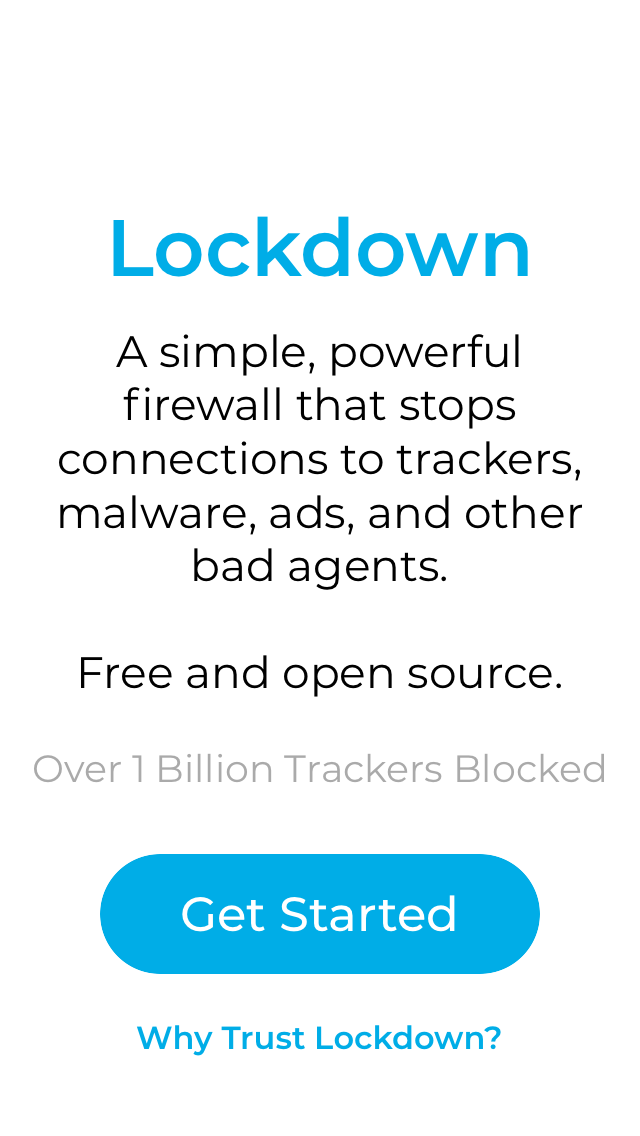 Lockdown
A simple, powerful
firewall that stops
connections to trackers,
malware, ads, and other
bad agents.
Free and open source.
Over 1 Billion Trackers Blocked
Get Started
Why Trust Lockdown?